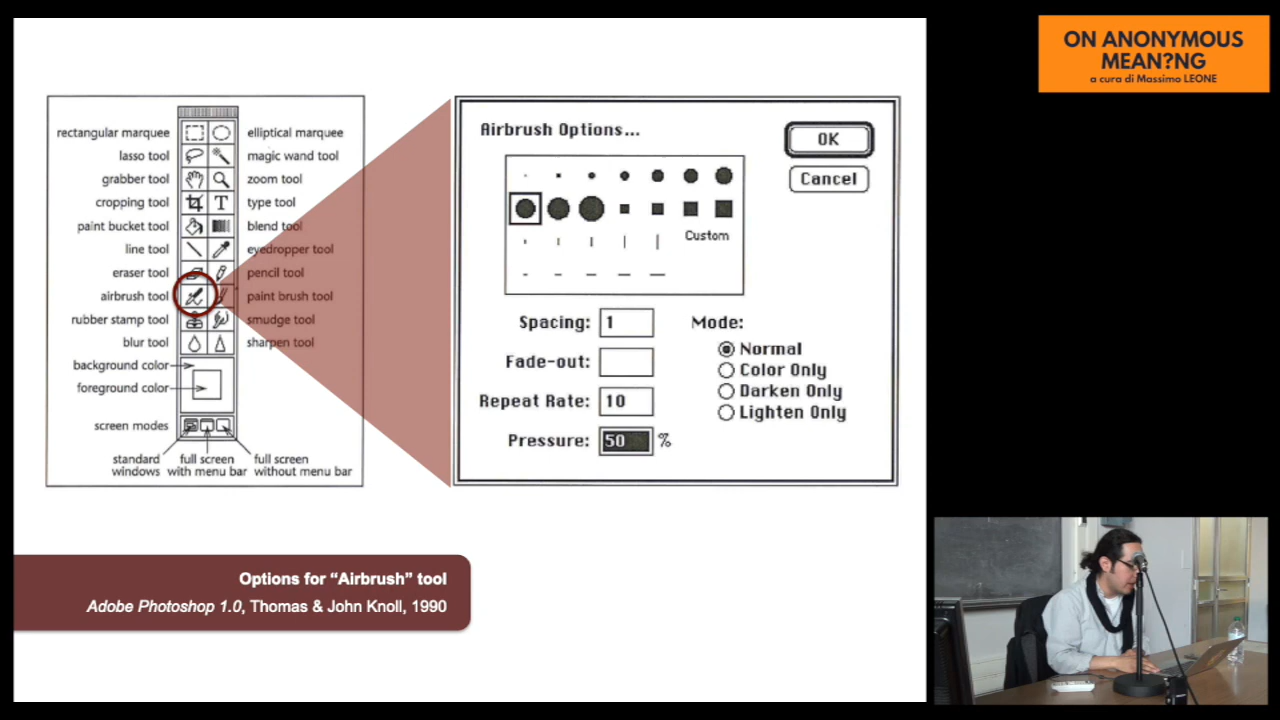 ON ANONYMOUS
MEAN?NG
a cura di Massimo LEONE
rectangular marquee
elliptical marquee
lasso tool
magic wand tool
grabber tool
zoom tool
cropping tool
T
type tool
paint bucket tool
blend tool
line tool
eyedropper tool
eraser tool
pencil tool
airbrush tool
paint brush tool
rubber stamp tool
smudge tool
blur tool
sharpen tool
background color
foreground color
screen modes
standard
windows
full screen
with menu bar
full screen
without menu bar
Airbrush Options...
OK
Cancel
Custom
Spacing: 1
Fade-out:
Repeat Rate: 10
Pressure: 50 %
Mode:
Normal
Color Only
Darken Only
Lighten Only
Options for “Airbrush” tool
Adobe Photoshop 1.0, Thomas & John Knoll, 1990